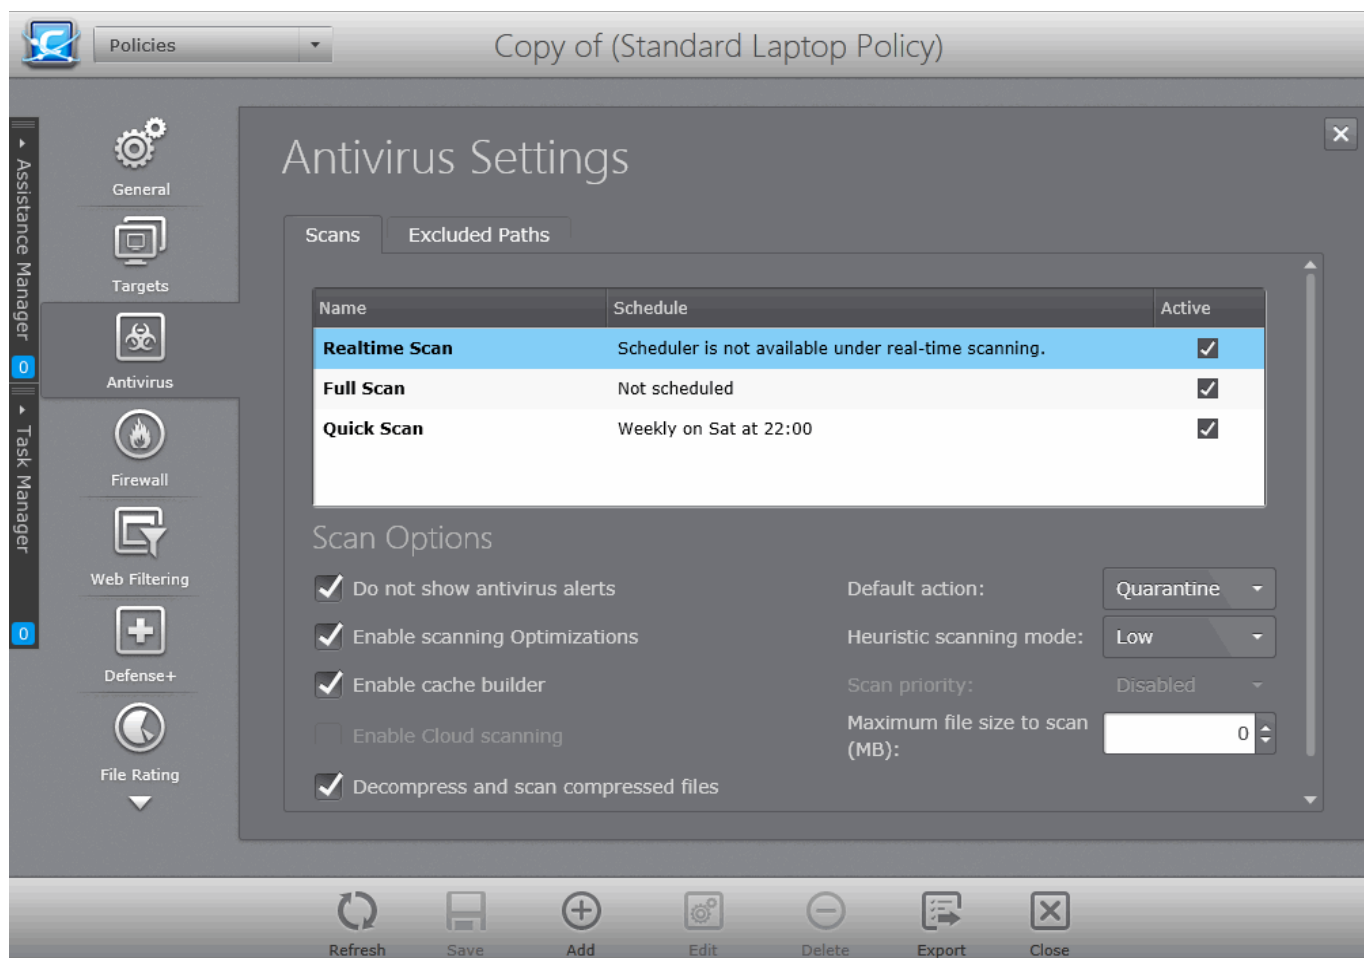 Policies
Copy of (Standard Laptop Policy)
Assistance Manager
0
Task Manager
0
General
Targets
Antivirus
Firewall
Web Filtering
Defense+
File Rating
Antivirus Settings
Scans
Excluded Paths
Name Schedule Active
Realtime Scan Scheduler is not available under real-time scanning.
Full Scan Not scheduled
Quick Scan Weekly on Sat at 22:00
Scan Options
Do not show antivirus alerts
Default action: Quarantine
Enable scanning Optimizations
Heuristic scanning mode: Low
Enable cache builder
Scan priority: Disabled
Enable Cloud scanning
Maximum file size to scan
(MB): 0
Decompress and scan compressed files
Refresh Save Add Edit Delete Export Close